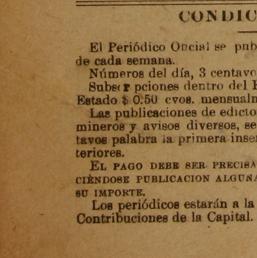 CONDIC
El Periódico Oficial se pub
de cada semana.
Números del día, 3 centavo
Subscr pciones dentro del E
Estado $ 0.50 cvos. mensualm
Las publicaciones de edicto
mineros y avisos diversos, se
tavos palabra la primera inser
teriores.
EL PAGO DEBE SER PRECISA
CIÉNDOSE PUBLICACION ALGUNA
SU IMPORTE.
Los periódicos estarán a la
Contribuciones de la Capital.